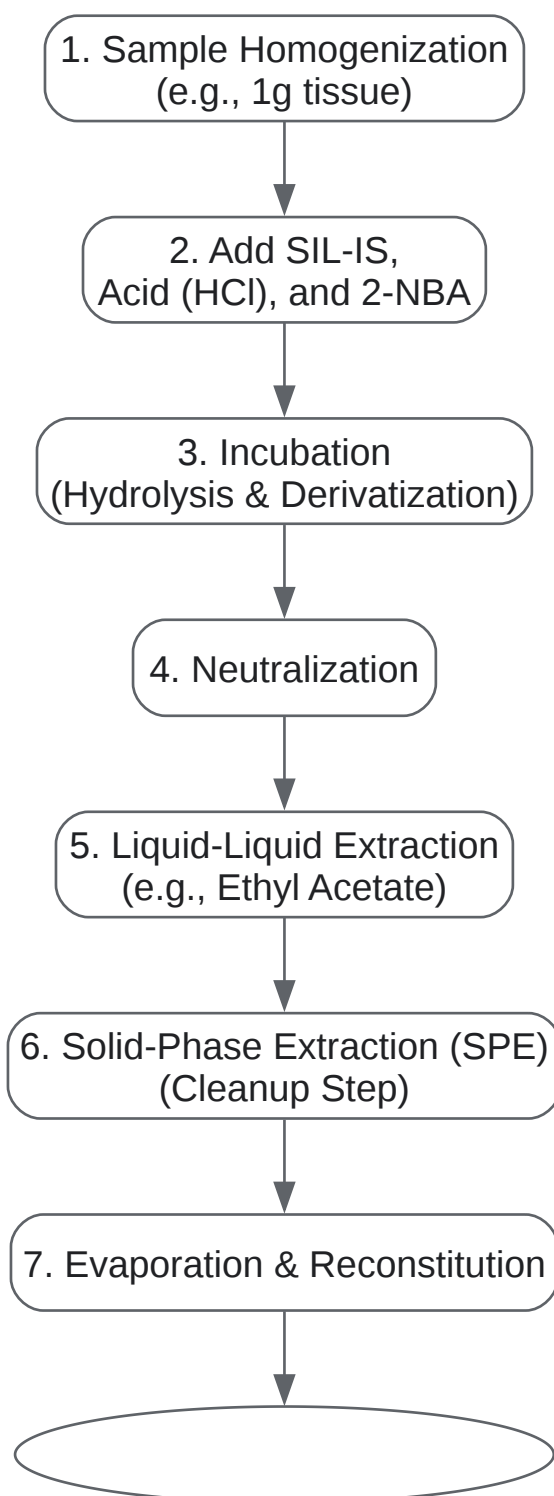 1. Sample Homogenization
(e.g., 1g tissue)
2. Add SIL-IS,
Acid (HCl), and 2-NBA
3. Incubation
(Hydrolysis & Derivatization)
4. Neutralization
5. Liquid-Liquid Extraction
(e.g., Ethyl Acetate)
6. Solid-Phase Extraction (SPE)
(Cleanup Step)
7. Evaporation & Reconstitution